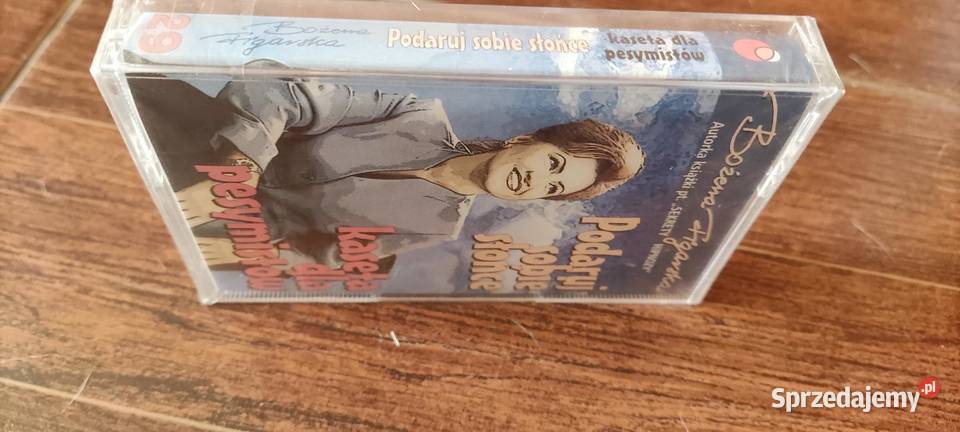 29
Bożena
Figarska
Podaruj sobie słońce
kaseta dla
pesymistów
Bożena Figarska
Autorka książki pt. „SEKRETY HIPNOZY”
Podaruj
sobie
słońce
kaseta
dla
pesymistów
Sprzedajemy.pl